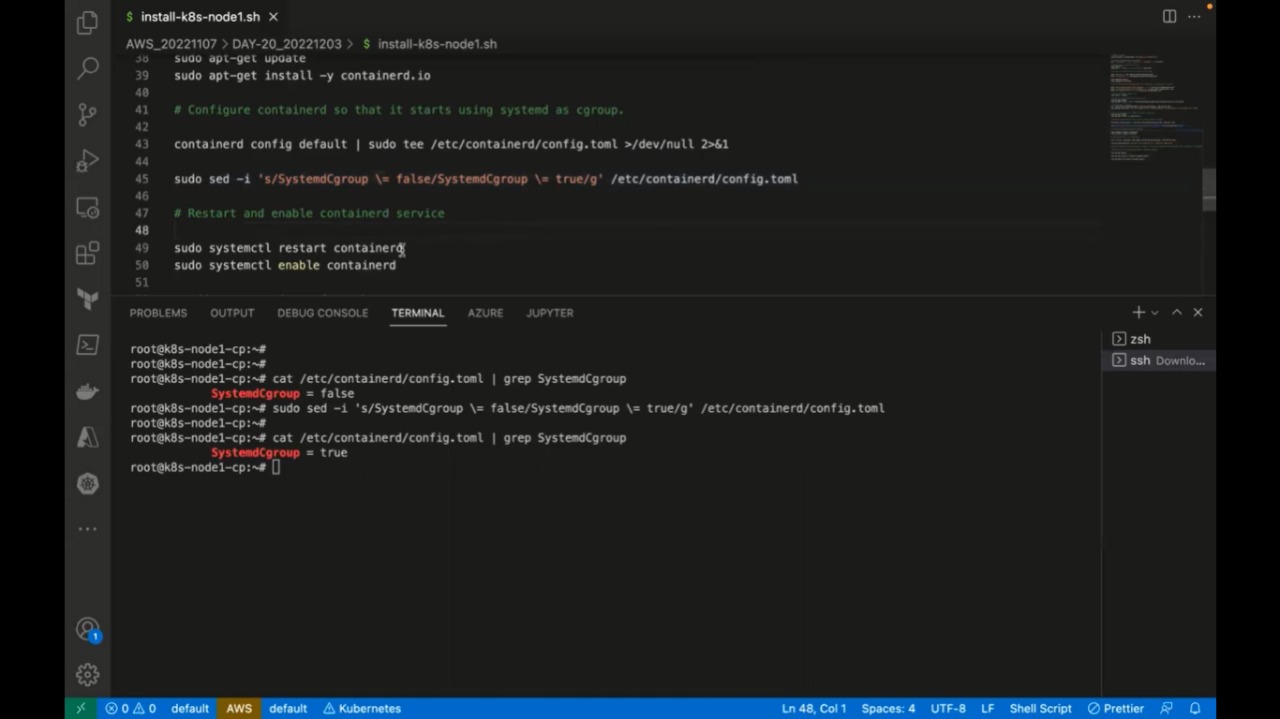 $ install-k8s-node1.sh
AWS_20221107 > DAY-20_20221203 > $ install-k8s-node1.sh
38 sudo apt-get update
39 sudo apt-get install -y containerd.io
40
41 # Configure containerd so that it starts using systemd as cgroup.
42
43 containerd config default | sudo tee /etc/containerd/config.toml >/dev/null 2>&1
44
45 sudo sed -i 's/SystemdCgroup \= false/SystemdCgroup \= true/g' /etc/containerd/config.toml
46
47 # Restart and enable containerd service
48
49 sudo systemctl restart containerd
50 sudo systemctl enable containerd
51
PROBLEMS OUTPUT DEBUG CONSOLE TERMINAL AZURE JUPYTER
root@k8s-node1-cp:~#
root@k8s-node1-cp:~#
root@k8s-node1-cp:~# cat /etc/containerd/config.toml | grep SystemdCgroup
SystemdCgroup = false
root@k8s-node1-cp:~# sudo sed -i 's/SystemdCgroup \= false/SystemdCgroup \= true/g' /etc/containerd/config.toml
root@k8s-node1-cp:~#
root@k8s-node1-cp:~# cat /etc/containerd/config.toml | grep SystemdCgroup
SystemdCgroup = true
root@k8s-node1-cp:~#
zsh
ssh Downlo...
1
0 0 default AWS default Kubernetes Ln 48, Col 1 Spaces: 4 UTF-8 LF Shell Script Prettier